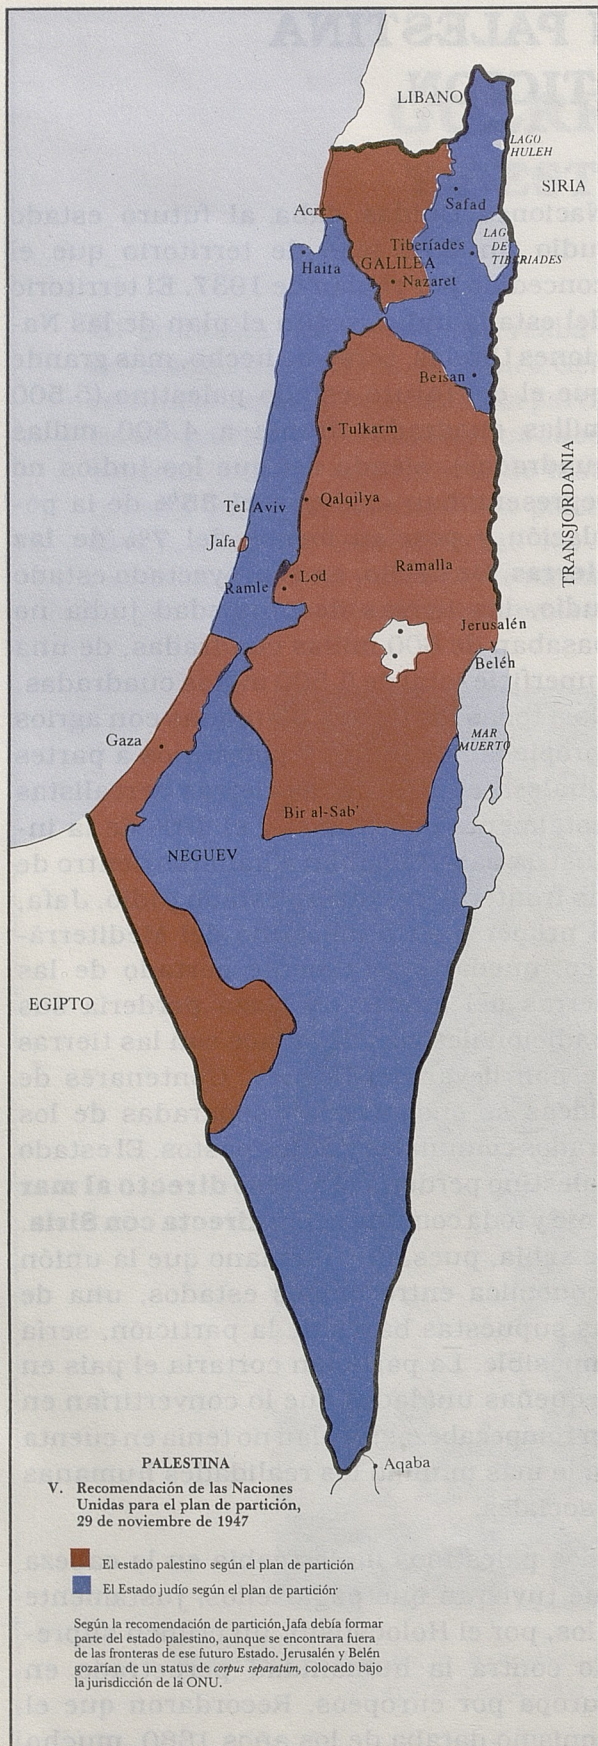 LIBANO
LAGO
HULEH
SIRIA
Safad
Acre
LAGO
DE
TIBERIADES
Tiberíades
Haita
GALILEA
Nazaret
Beisan
Tulkarm
TRANSJORDANIA
Qalqilya
Tel Aviv
Jafa
Lod
Ramalla
Ramle
Jerusalén
Beléh
Gaza
MAR
MUERTO
Bir al-Sab'
NEGUEV
EGIPTO
Aqaba
PALESTINA
V. Recomendación de las Naciones
Unidas para el plan de partición,
29 de noviembre de 1947
El estado palestino según el plan de partición
El Estado judío según el plan de partición
Según la recomendación de partición Jafa debía formar
parte del estado palestino, aunque se encontrara fuera
de las fronteras de ese futuro Estado. Jerusalén y Belén
gozarían de un status de corpus separatum, colocado bajo
la jurisdicción de la ONU.